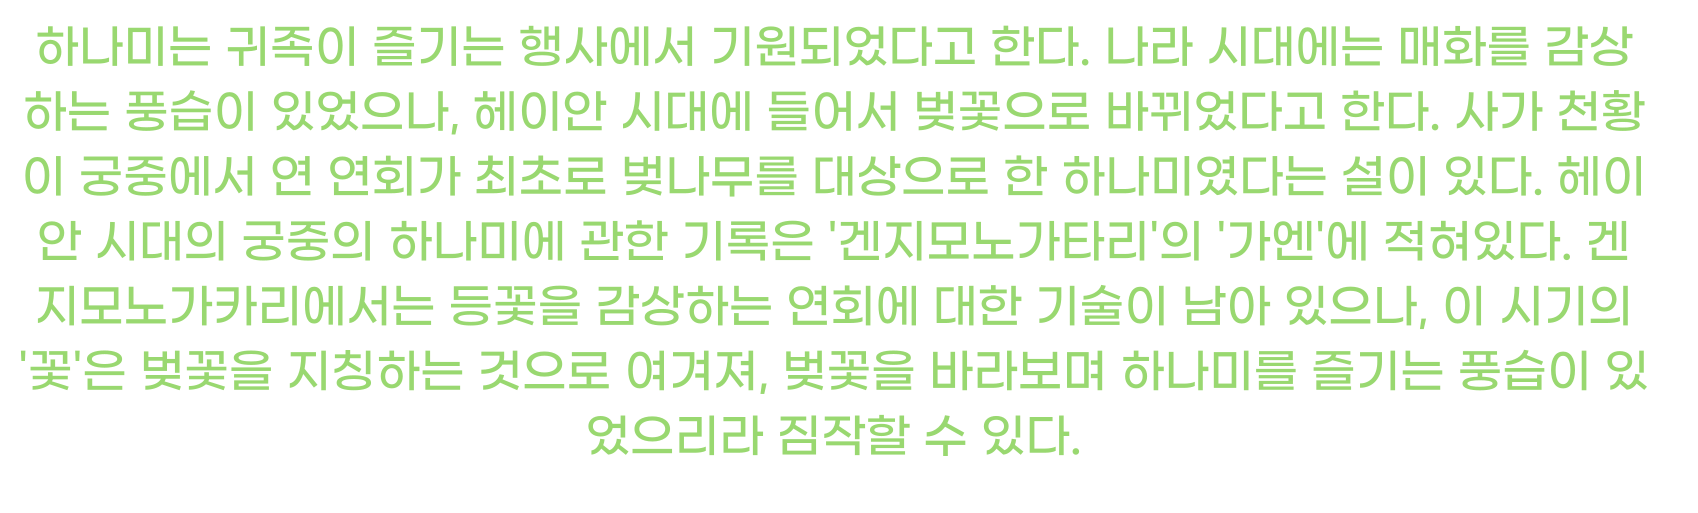 하나미는 귀족이 즐기는 행사에서 기원되었다고 한다. 나라 시대에는 매화를 감상
하는 풍습이 있었으나, 헤이안 시대에 들어서 벚꽃으로 바뀌었다고 한다. 사가 천황
이 궁중에서 연 연회가 최초로 벚나무를 대상으로 한 하나미였다는 설이 있다. 헤이
안 시대의 궁중의 하나미에 관한 기록은 '겐지모노가타리'의 '가엔'에 적혀있다. 겐
지모노가카리에서는 등꽃을 감상하는 연회에 대한 기술이 남아 있으나, 이 시기의
'꽃'은 벚꽃을 지칭하는 것으로 여겨져, 벚꽃을 바라보며 하나미를 즐기는 풍습이 있
었으리라 짐작할 수 있다.